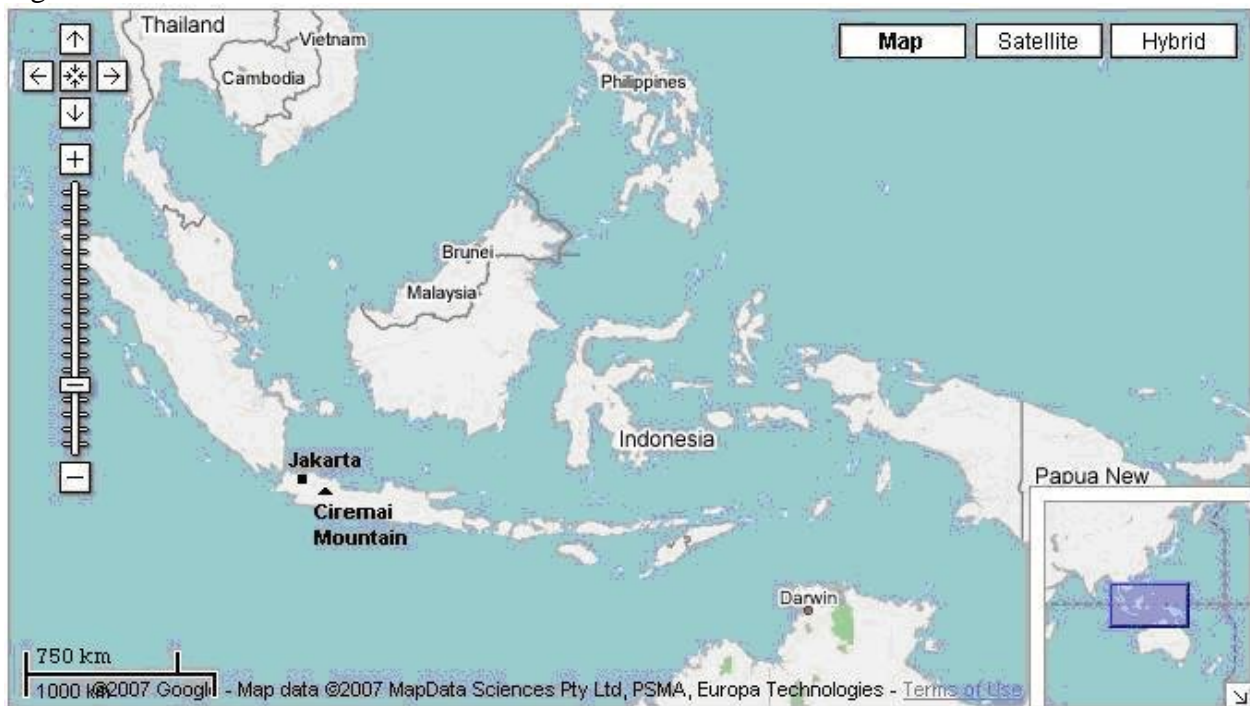 Thailand
Vietnam
Cambodia
Philippines
Map
Satellite
Hybrid
Brunei
Malaysia
Indonesia
Jakarta
Ciremai
Mountain
Papua New
Darwin
750 km
1000 km
©2007 Google - Map data ©2007 MapData Sciences Pty Ltd, PSMA, Europa Technologies - Terms of Use